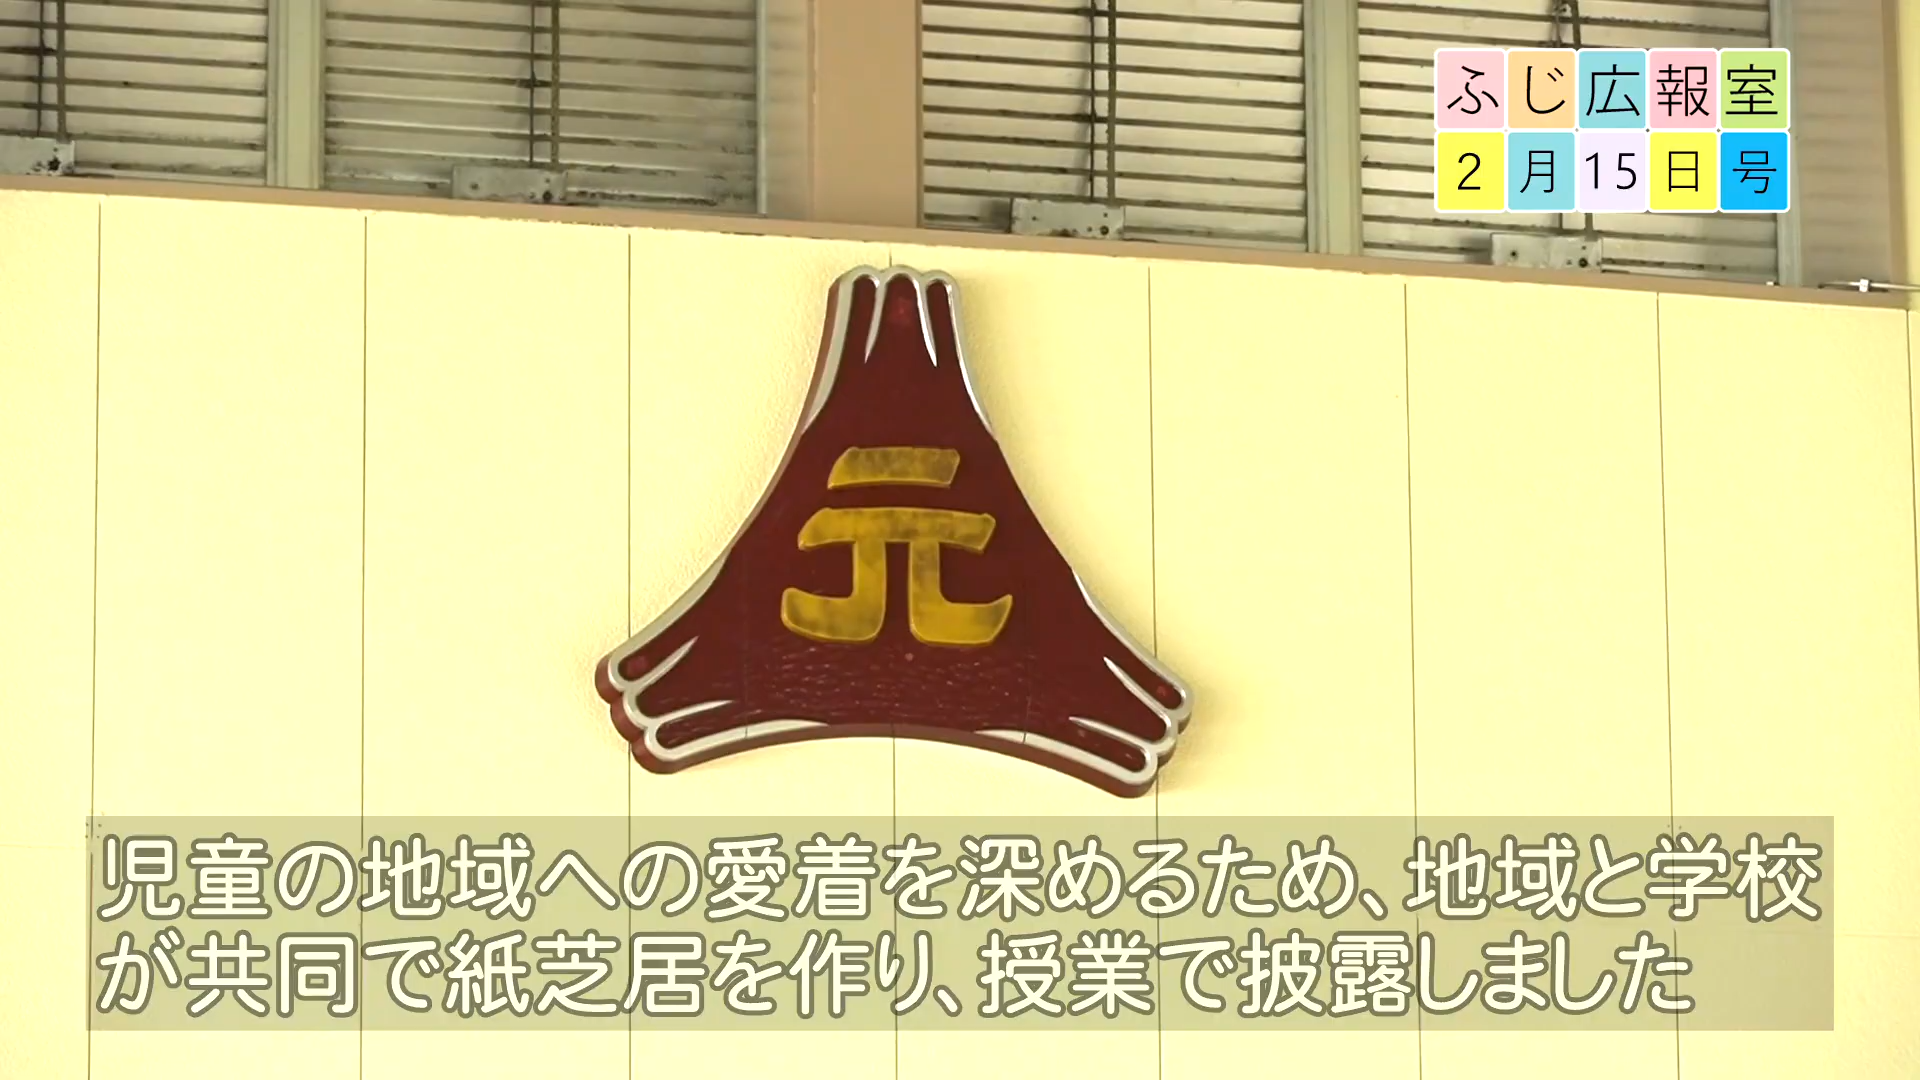 ふじ広報室
2月15日号
元
児童の地域への愛着を深めるため、地域と学校
が共同で紙芝居を作り、授業で披露しました